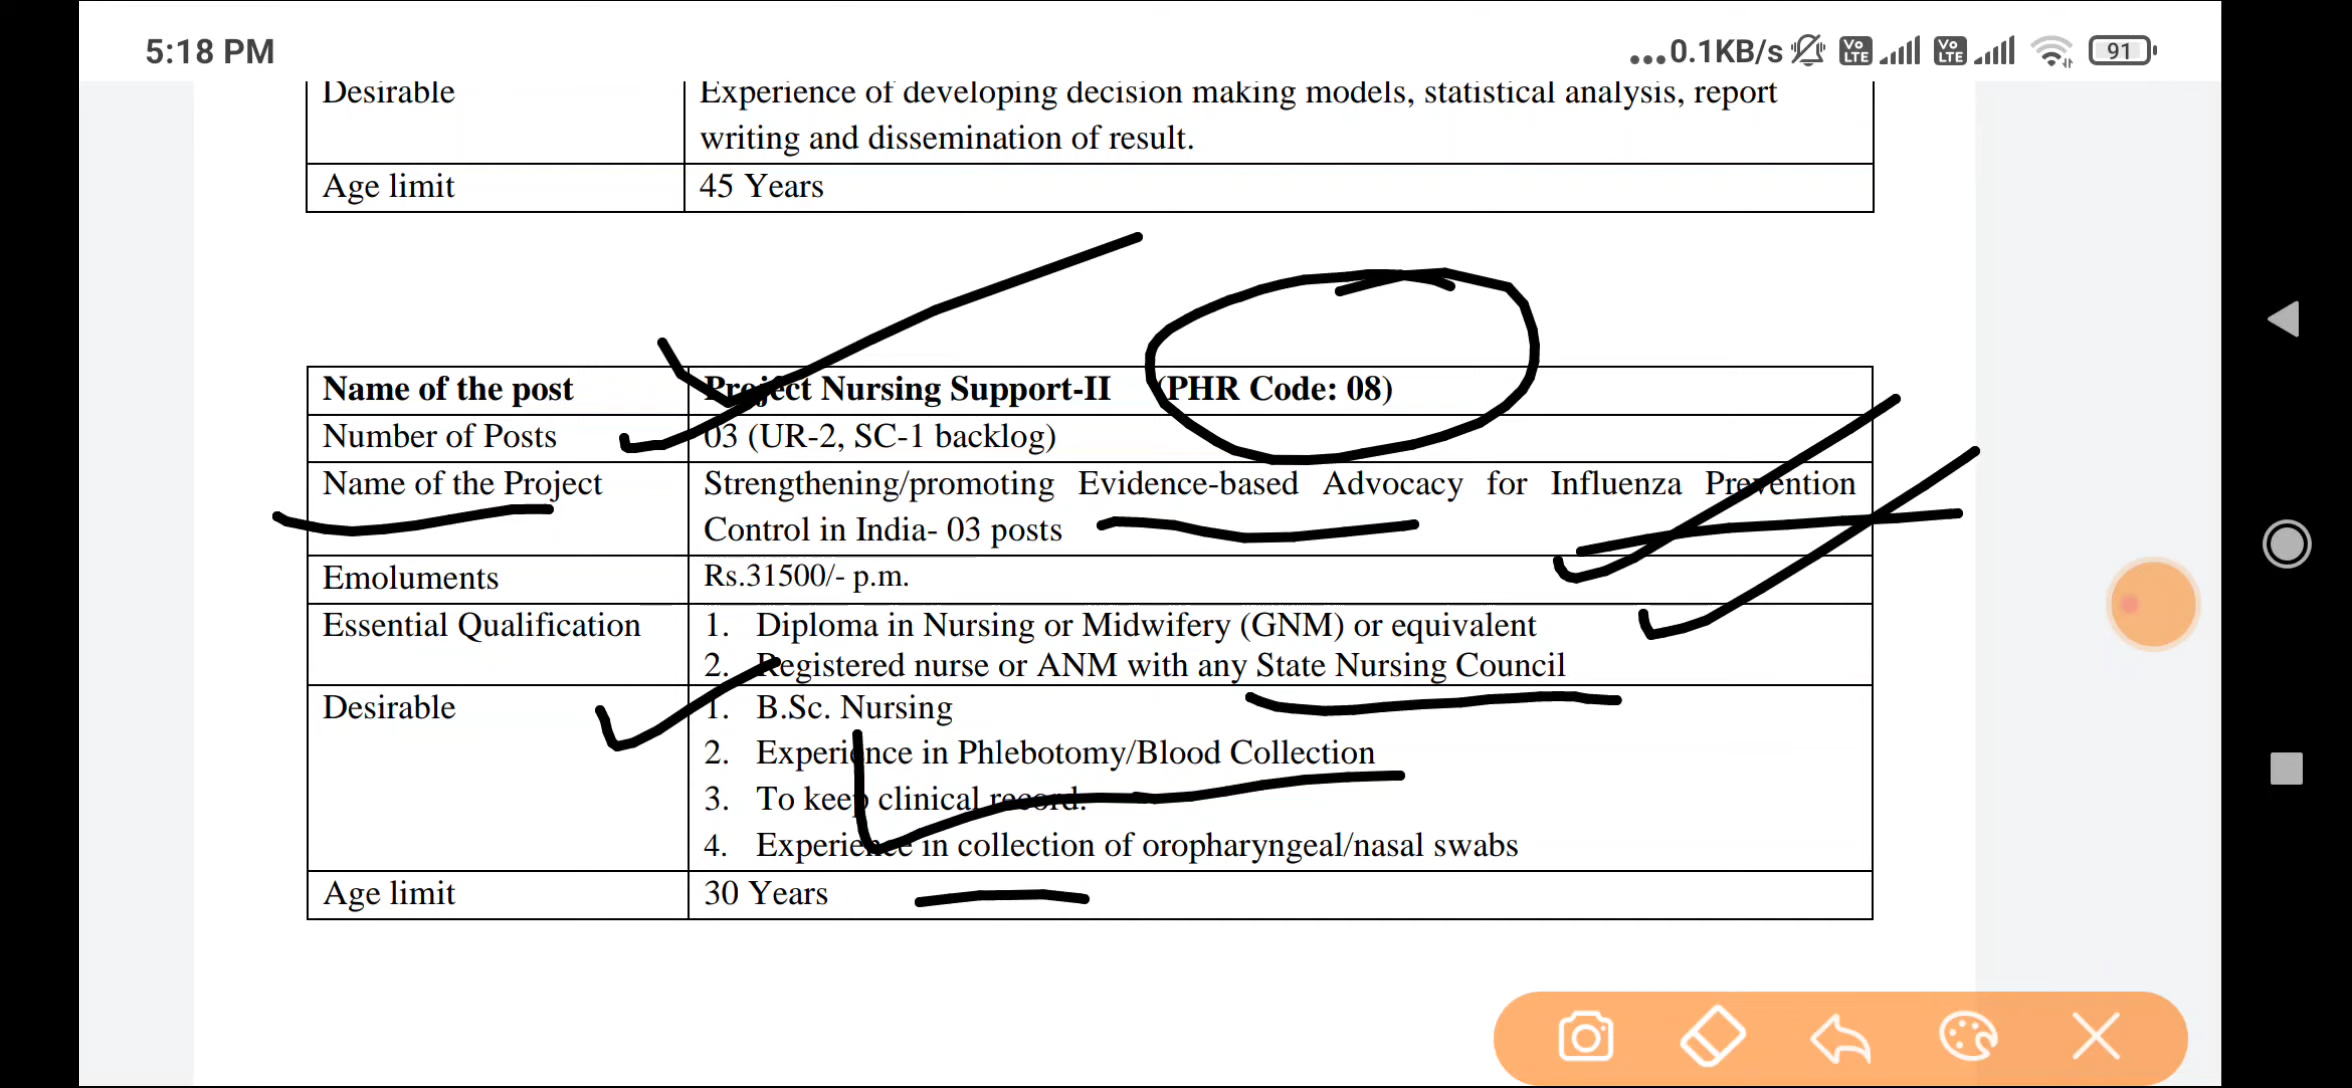 5:18 PM
...0.1KB/s Vo LTE Vo LTE 91
Desirable Experience of developing decision making models, statistical analysis, report
writing and dissemination of result.
Age limit 45 Years
Name of the post Project Nursing Support-II (PHR Code: 08)
Number of Posts 03 (UR-2, SC-1 backlog)
Name of the Project Strengthening/promoting Evidence-based Advocacy for Influenza Prevention
Control in India- 03 posts
Emoluments Rs.31500/- p.m.
Essential Qualification 1. Diploma in Nursing or Midwifery (GNM) or equivalent
2. Registered nurse or ANM with any State Nursing Council
Desirable 1. B.Sc. Nursing
2. Experience in Phlebotomy/Blood Collection
3. To keep clinical record.
4. Experience in collection of oropharyngeal/nasal swabs
Age limit 30 Years